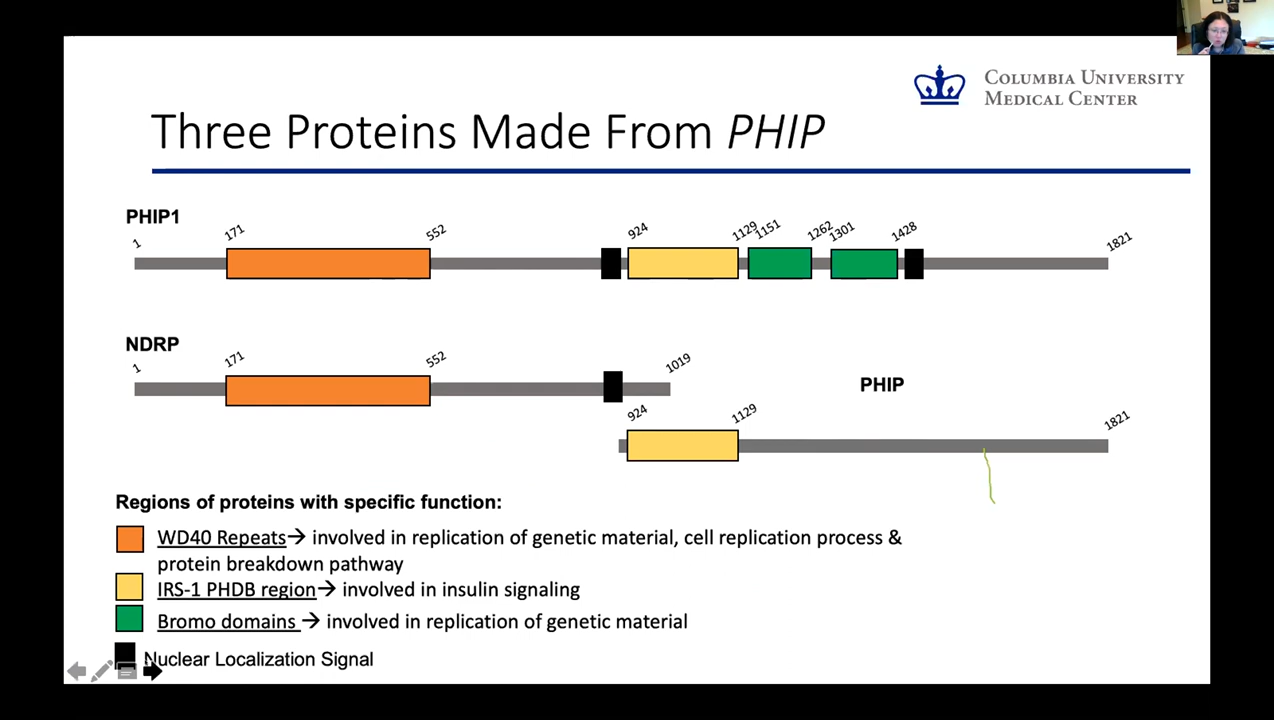 COLUMBIA UNIVERSITY
MEDICAL CENTER
Three Proteins Made From PHIP
PHIP1
1 171 552 924 1129 1151 1262 1301 1428 1821
NDRP
1 171 552 1019
PHIP
924 1129 1821
Regions of proteins with specific function:
WD40 Repeats→ involved in replication of genetic material, cell replication process &
protein breakdown pathway
IRS-1 PHDB region→ involved in insulin signaling
Bromo domains → involved in replication of genetic material
Nuclear Localization Signal